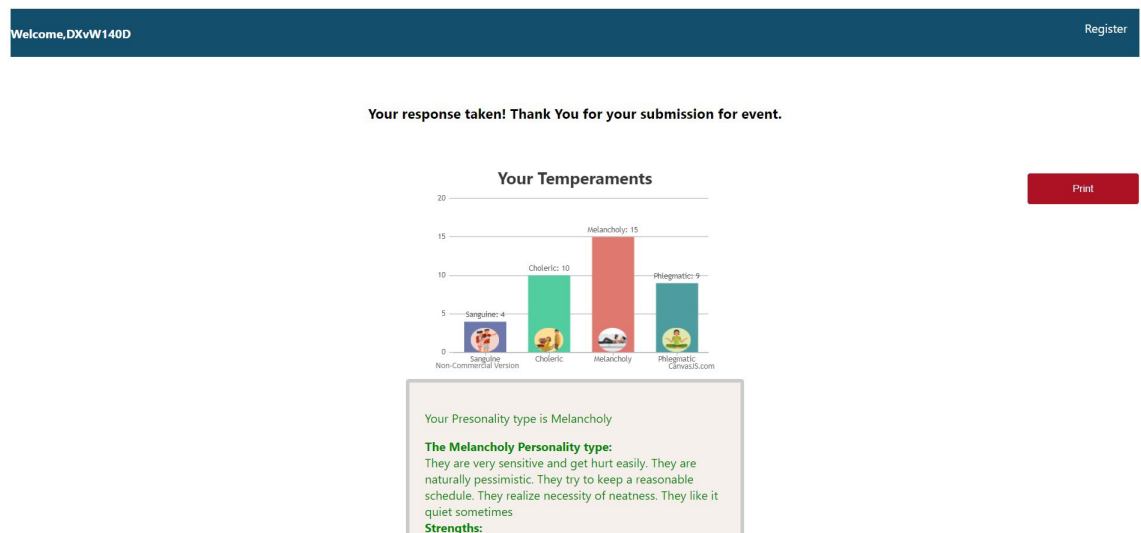 Welcome,DXvW140D
Register
Your response taken! Thank You for your submission for event.
Print
Your Temperaments
20
15
10
5
0
Melancholy: 15
Choleric: 10
Phlegmatic: 9
Sanguine: 4
Sanguine
Choleric
Melancholy
Phlegmatic
Non-Commercial Version
CanvasJS.com
Your Presonality type is Melancholy
The Melancholy Personality type:
They are very sensitive and get hurt easily. They are
naturally pessimistic. They try to keep a reasonable
schedule. They realize necessity of neatness. They like it
quiet sometimes
Strengths: